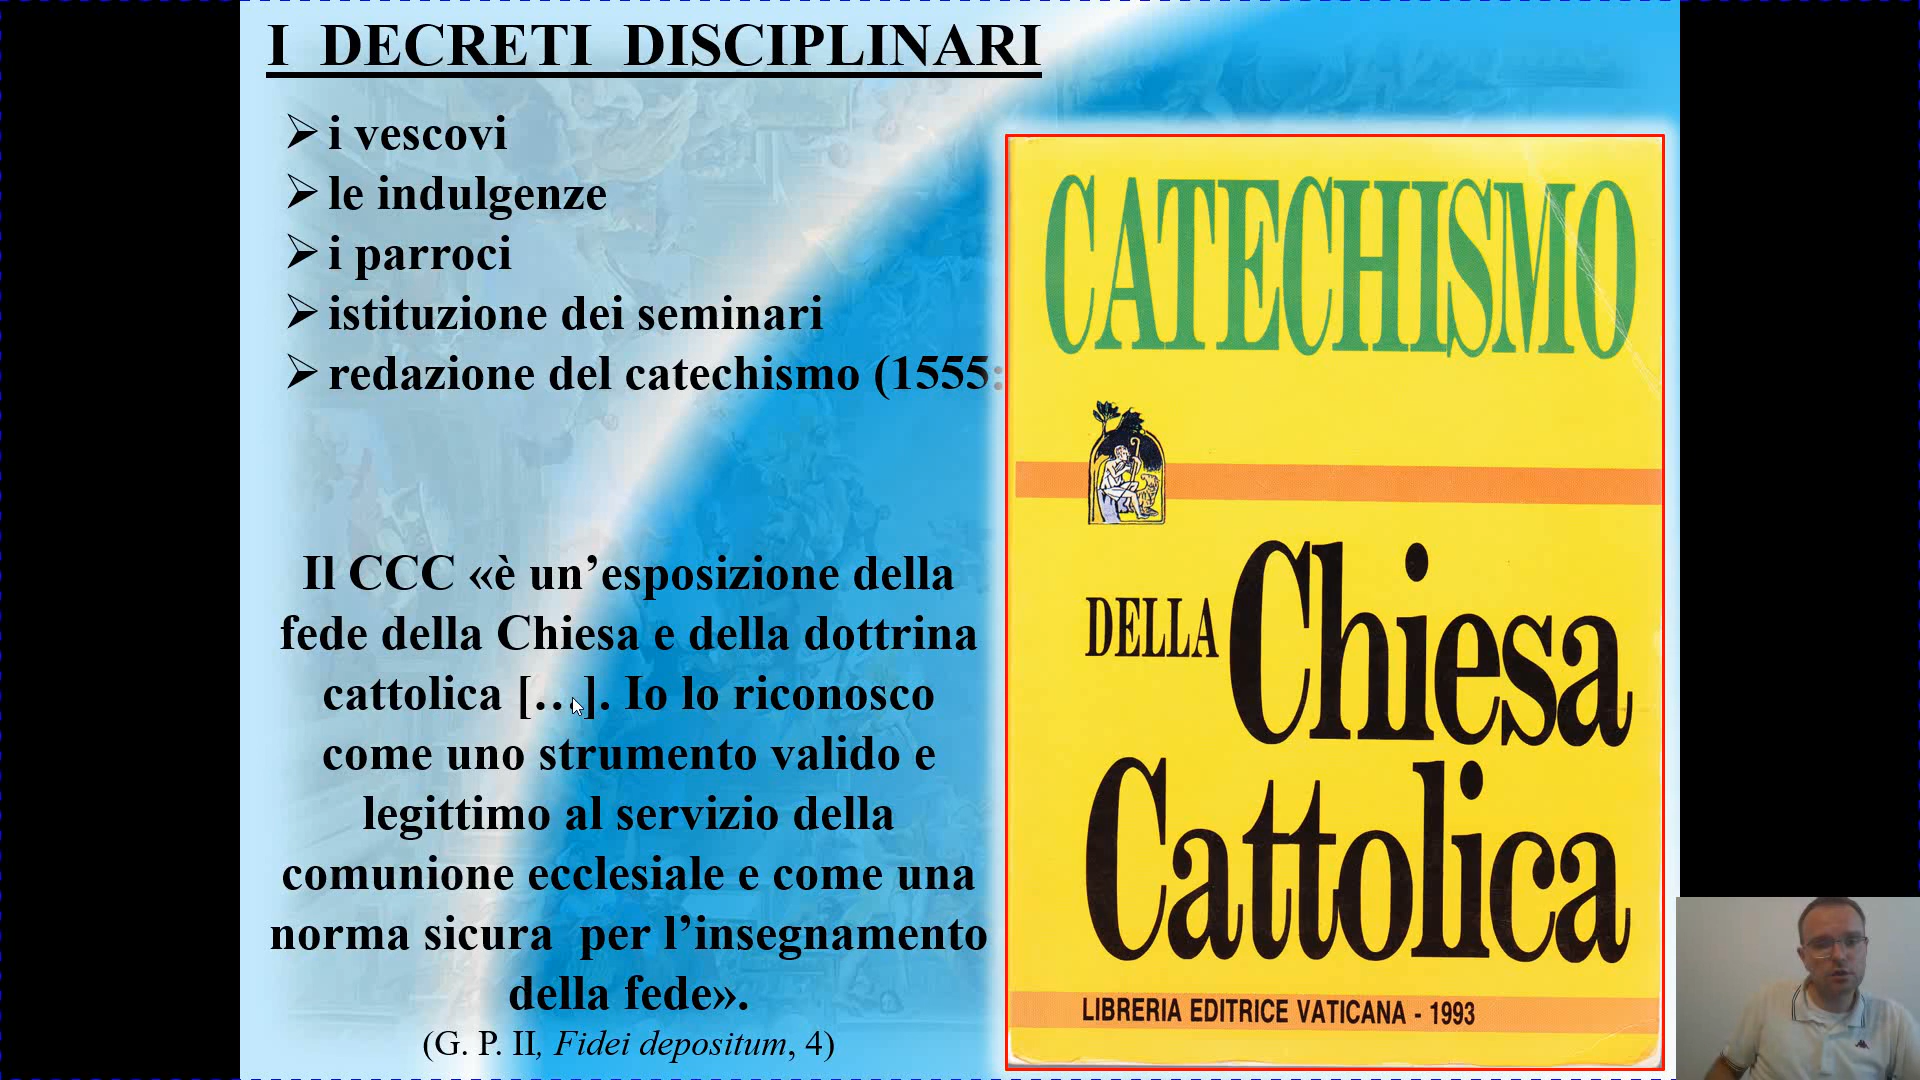 I DECRETI DISCIPLINARI
i vescovi
le indulgenze
i parroci
istituzione dei seminari
redazione del catechismo (1555:
Il CCC «è un’esposizione della
fede della Chiesa e della dottrina
cattolica […]. Io lo riconosco
come uno strumento valido e
legittimo al servizio della
comunione ecclesiale e come una
norma sicura per l’insegnamento
della fede».
(G. P. II, Fidei depositum, 4)
CATECHISMO
DELLA Chiesa
Cattolica
LIBRERIA EDITRICE VATICANA - 1993